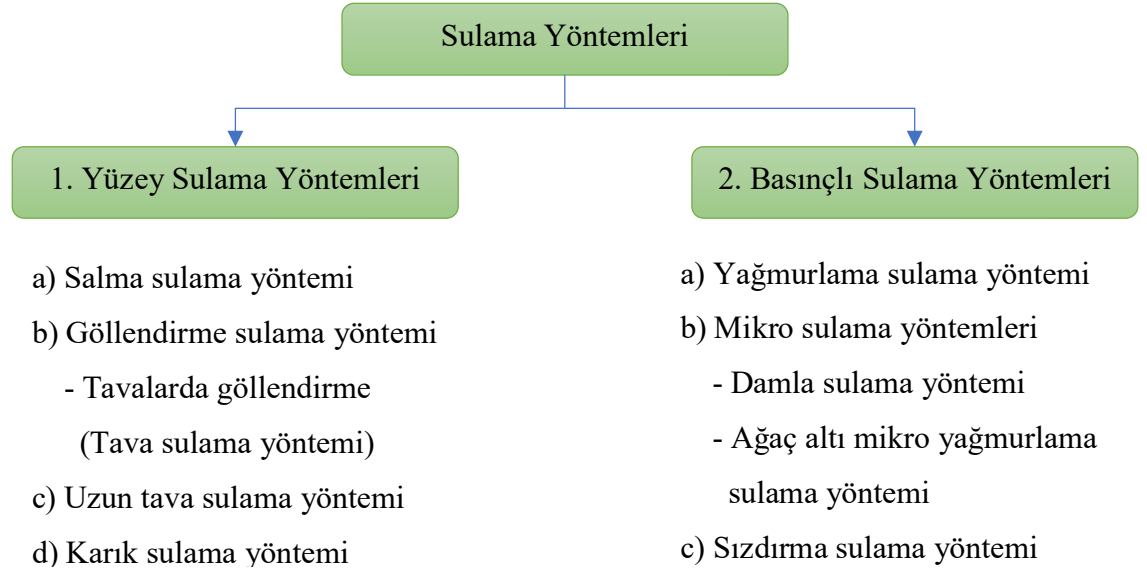 Sulama Yöntemleri
1. Yüzey Sulama Yöntemleri
a) Salma sulama yöntemi
b) Göllendirme sulama yöntemi
- Tavalarda göllendirme
(Tava sulama yöntemi)
c) Uzun tava sulama yöntemi
d) Karık sulama yöntemi
2. Basınçlı Sulama Yöntemleri
a) Yağmurlama sulama yöntemi
b) Mikro sulama yöntemleri
- Damla sulama yöntemi
- Ağaç altı mikro yağmurlama
sulama yöntemi
c) Sızdırma sulama yöntemi